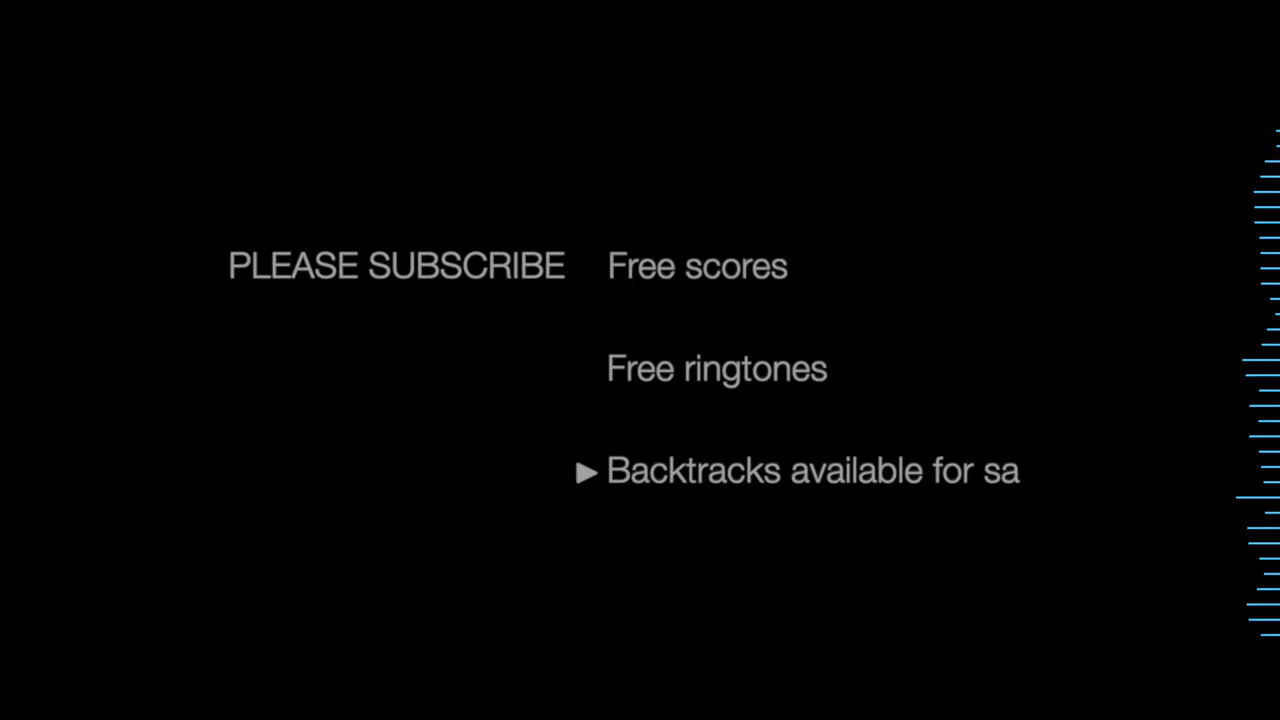 PLEASE SUBSCRIBE Free scores
Free ringtones
▶ Backtracks available for sa